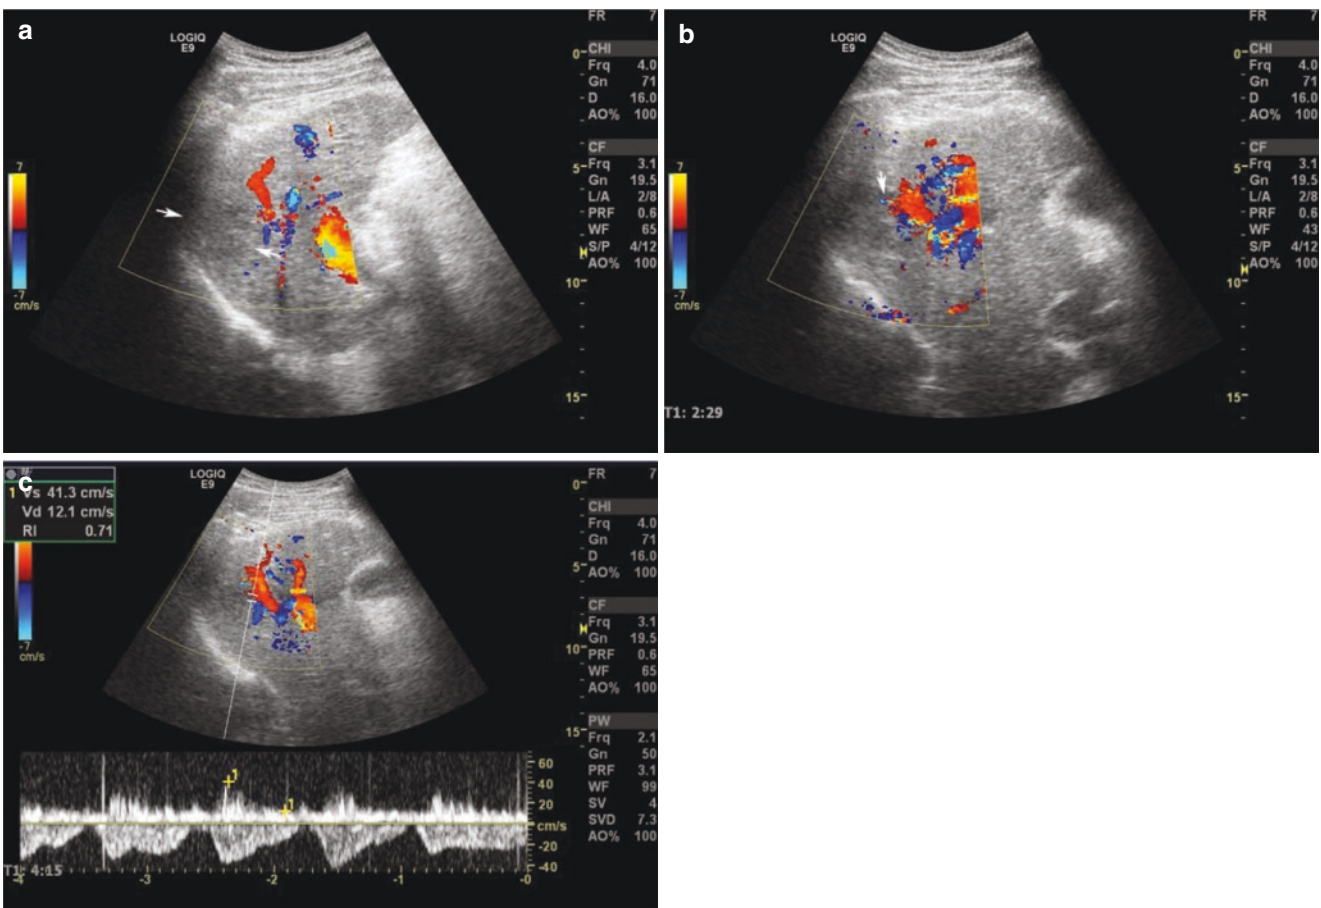 a
LOGIQ
E9
FR 7
CHI
Frq 4.0
Gn 71
D 16.0
AO% 100
CF
Frq 3.1
Gn 19.5
L/A 2/8
PRF 0.6
WF 65
S/P 4/12
AO% 100
0
5
10
15
7
-7
cm/s
b
LOGIQ
E9
FR 7
CHI
Frq 4.0
Gn 71
D 16.0
AO% 100
CF
Frq 3.1
Gn 19.5
L/A 2/8
PRF 0.6
WF 43
S/P 4/12
AO% 100
0
5
10
15
7
-7
cm/s
T1: 2:29
c
1 Vs 41.3 cm/s
Vd 12.1 cm/s
RI 0.71
LOGIQ
E9
FR 7
CHI
Frq 4.0
Gn 71
D 16.0
AO% 100
CF
Frq 3.1
Gn 19.5
PRF 0.6
WF 65
AO% 100
PW
Frq 2.1
Gn 50
PRF 3.1
WF 99
SV 4
SVD 7.3
AO% 100
0
5
10
15
-7
cm/s
1
1
60
40
20
cm/s
-20
-40
T1: 4:15
-4
-3
-2
-1
-0